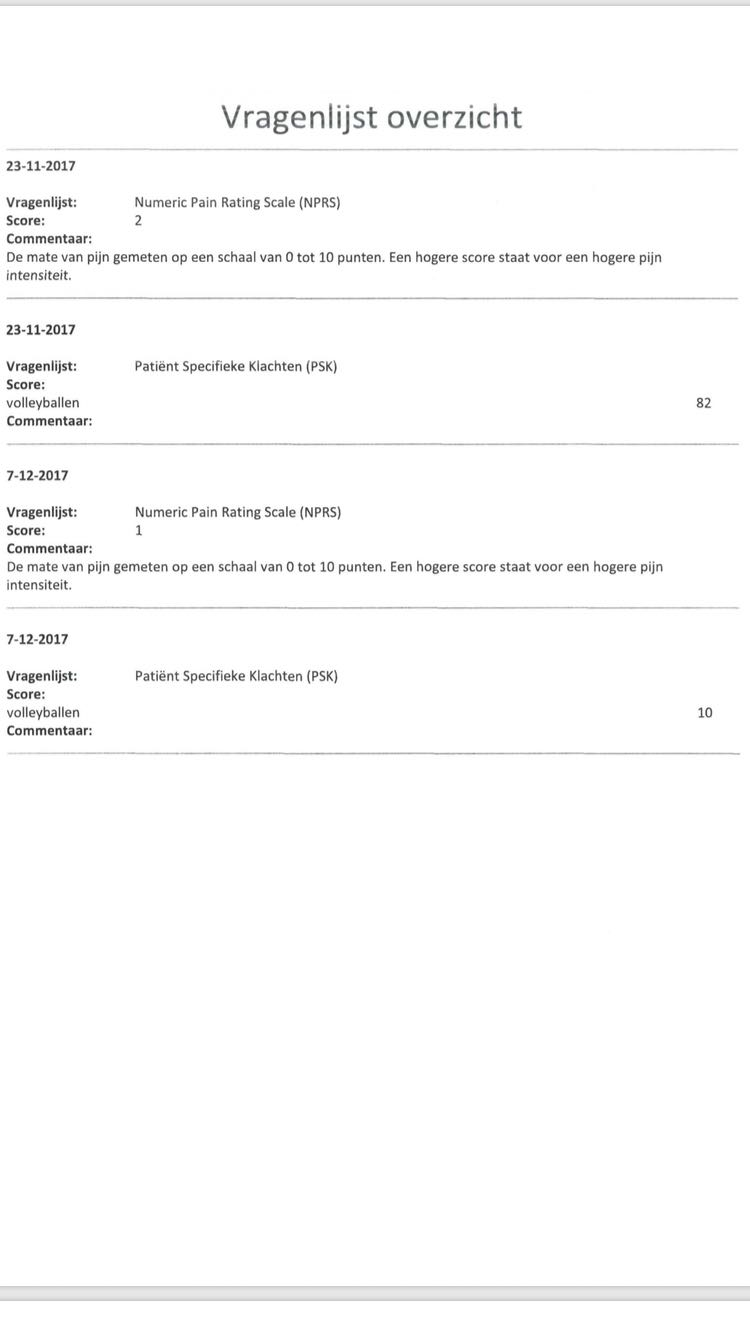 Vragenlijst overzicht
23-11-2017
Vragenlijst: Numeric Pain Rating Scale (NPRS)
Score: 2
Commentaar:
De mate van pijn gemeten op een schaal van 0 tot 10 punten. Een hogere score staat voor een hogere pijn
intensiteit.
23-11-2017
Vragenlijst: Patiënt Specifieke Klachten (PSK)
Score:
volleyballen 82
Commentaar:
7-12-2017
Vragenlijst: Numeric Pain Rating Scale (NPRS)
Score: 1
Commentaar:
De mate van pijn gemeten op een schaal van 0 tot 10 punten. Een hogere score staat voor een hogere pijn
intensiteit.
7-12-2017
Vragenlijst: Patiënt Specifieke Klachten (PSK)
Score:
volleyballen 10
Commentaar: